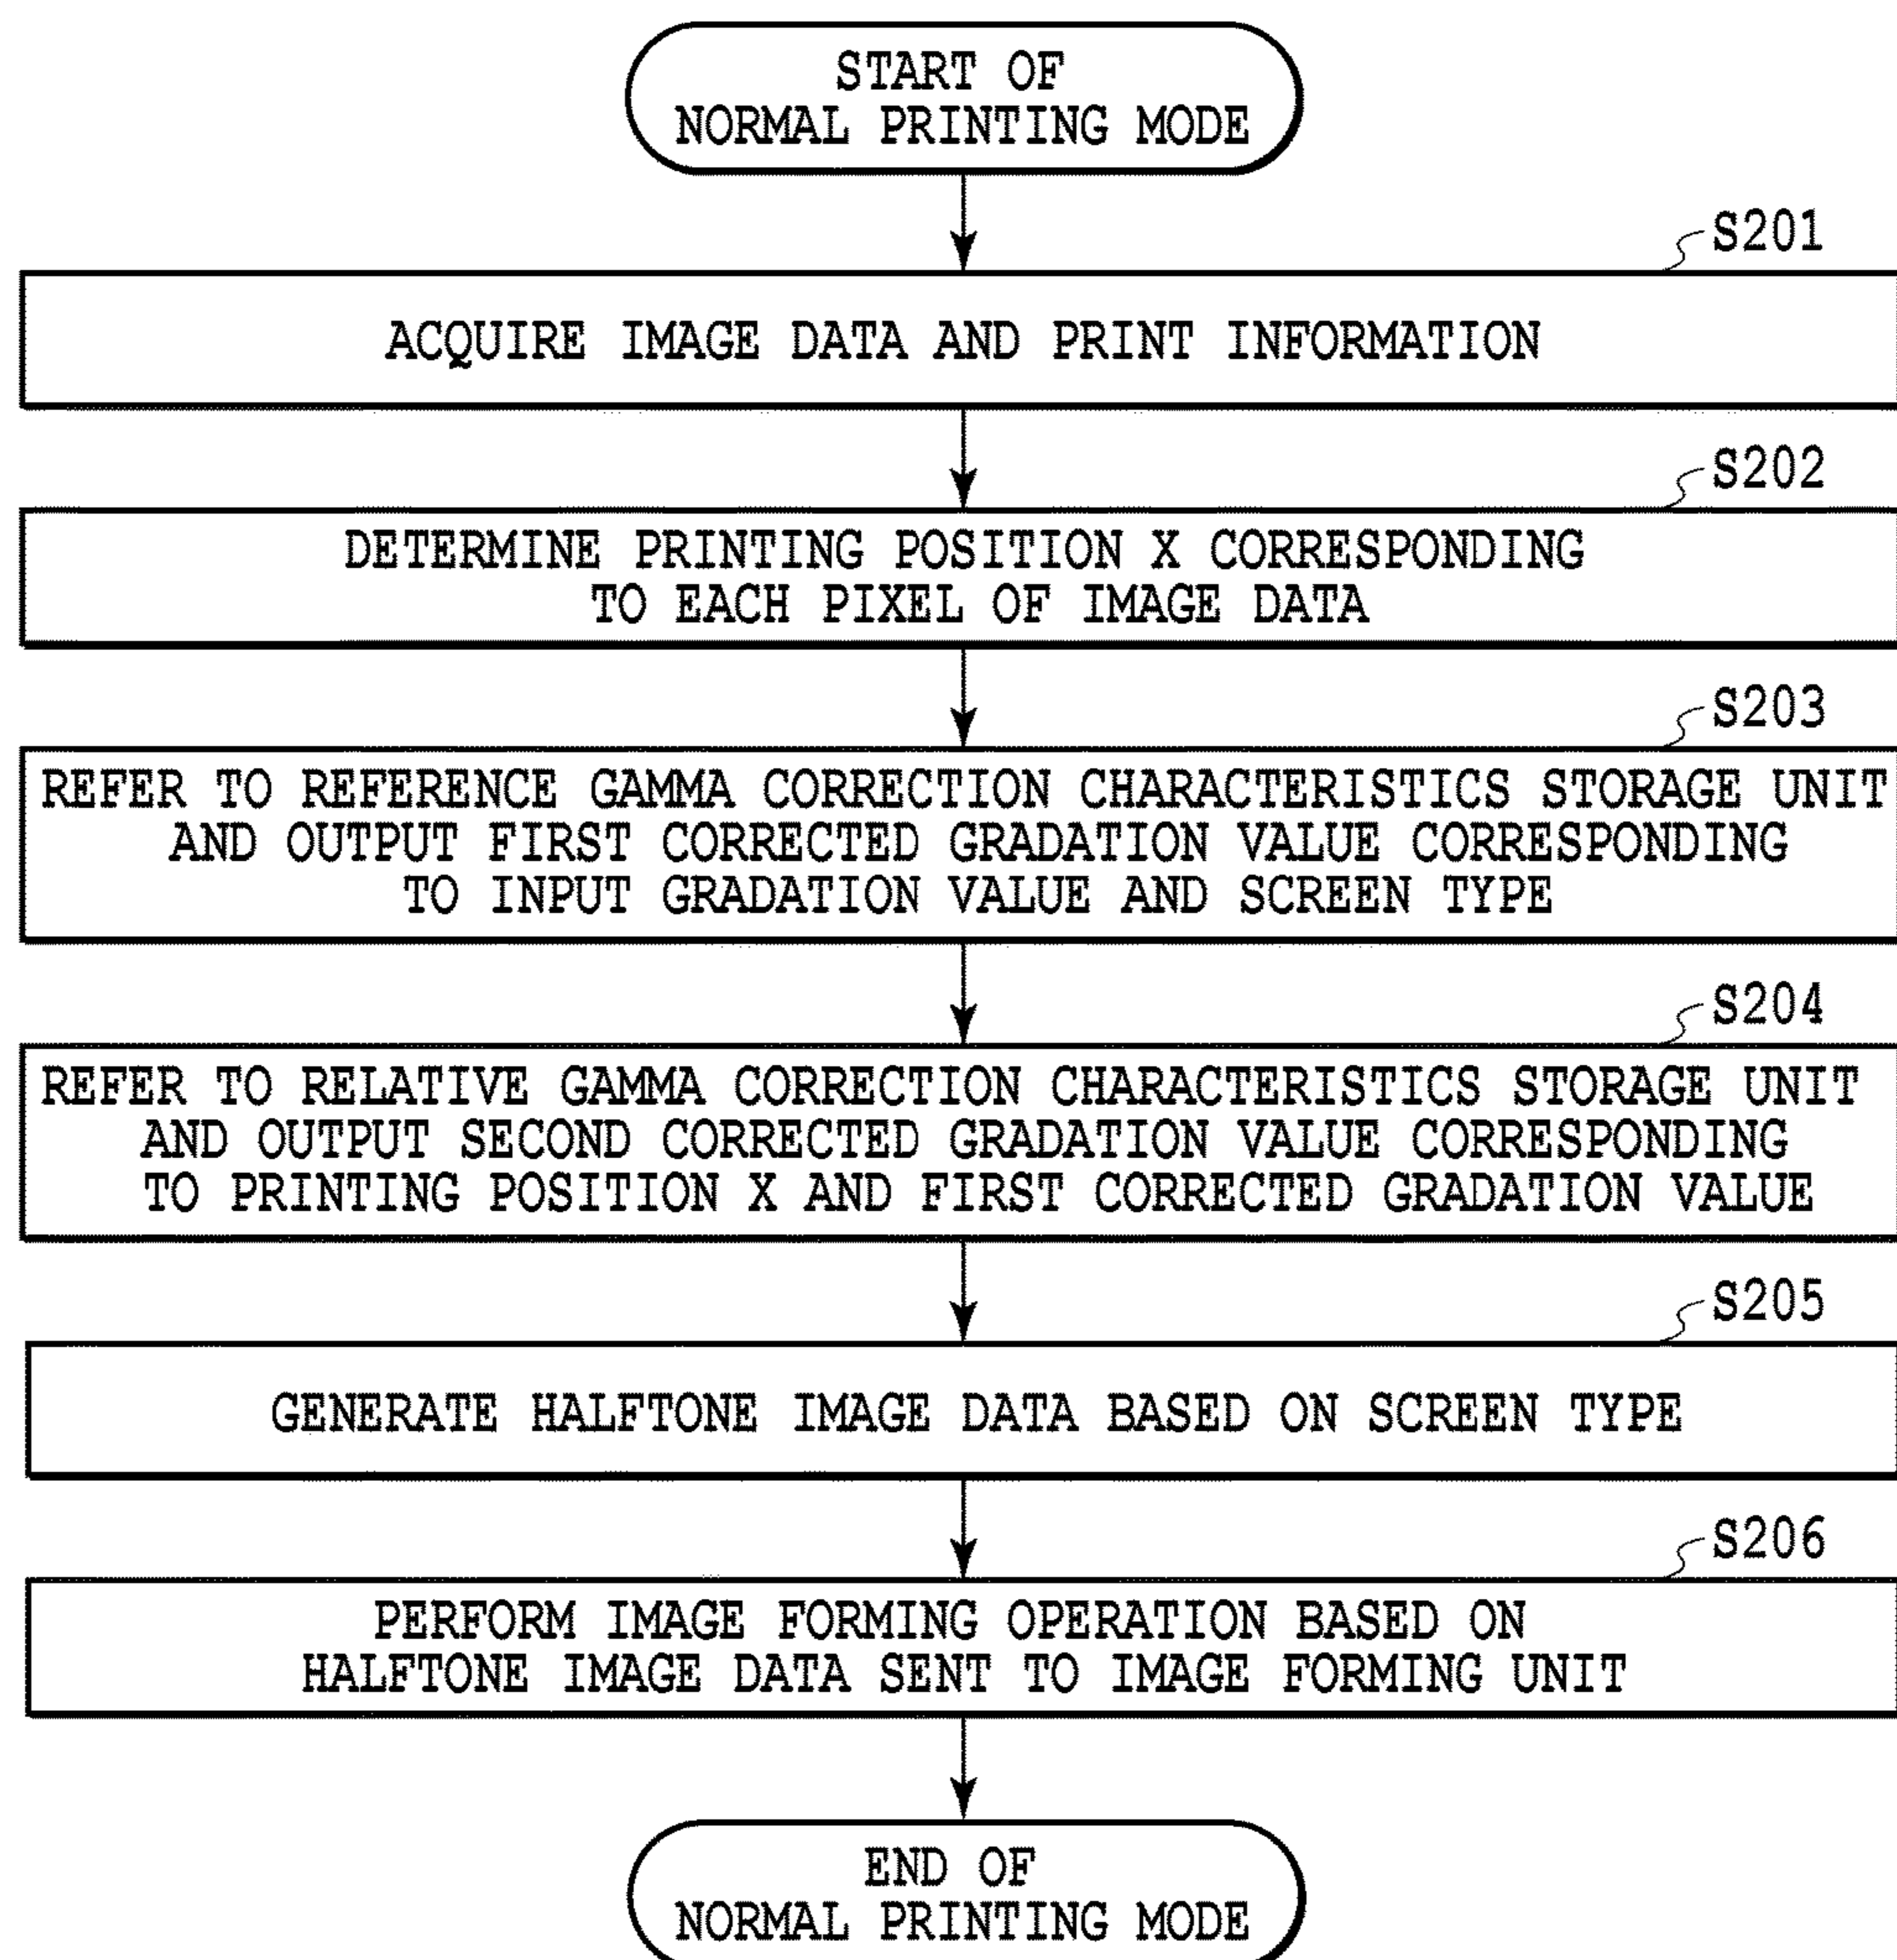 START OF
NORMAL PRINTING MODE
S201
ACQUIRE IMAGE DATA AND PRINT INFORMATION
S202
DETERMINE PRINTING POSITION X CORRESPONDING
TO EACH PIXEL OF IMAGE DATA
S203
REFER TO REFERENCE GAMMA CORRECTION CHARACTERISTICS STORAGE UNIT
AND OUTPUT FIRST CORRECTED GRADATION VALUE CORRESPONDING
TO INPUT GRADATION VALUE AND SCREEN TYPE
S204
REFER TO RELATIVE GAMMA CORRECTION CHARACTERISTICS STORAGE UNIT
AND OUTPUT SECOND CORRECTED GRADATION VALUE CORRESPONDING
TO PRINTING POSITION X AND FIRST CORRECTED GRADATION VALUE
S205
GENERATE HALFTONE IMAGE DATA BASED ON SCREEN TYPE
S206
PERFORM IMAGE FORMING OPERATION BASED ON
HALFTONE IMAGE DATA SENT TO IMAGE FORMING UNIT
END OF
NORMAL PRINTING MODE